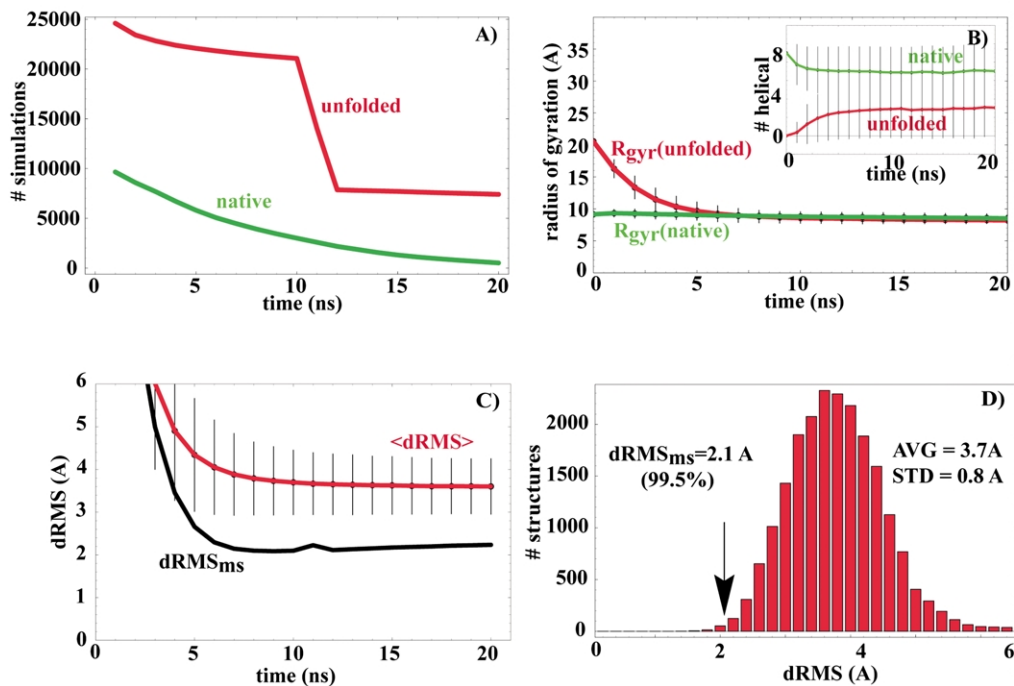 A)
# simulations
25000
20000
15000
10000
5000
0
unfolded
native
0 5 10 15 20
time (ns)
B)
radius of gyration (A)
35
30
25
20
15
10
5
0
Rgyr(unfolded)
Rgyr(native)
0 5 10 15 20
time (ns)
# helical
8
4
0
native
unfolded
0 5 10 15 20
time (ns)
C)
dRMS (A)
6
5
4
3
2
1
0
<dRMS>
dRMSms
0 5 10 15 20
time (ns)
D)
# structures
2000
1500
1000
500
0
dRMSms=2.1 A
(99.5%)
AVG = 3.7A
STD = 0.8 A
0 2 4 6
dRMS (A)